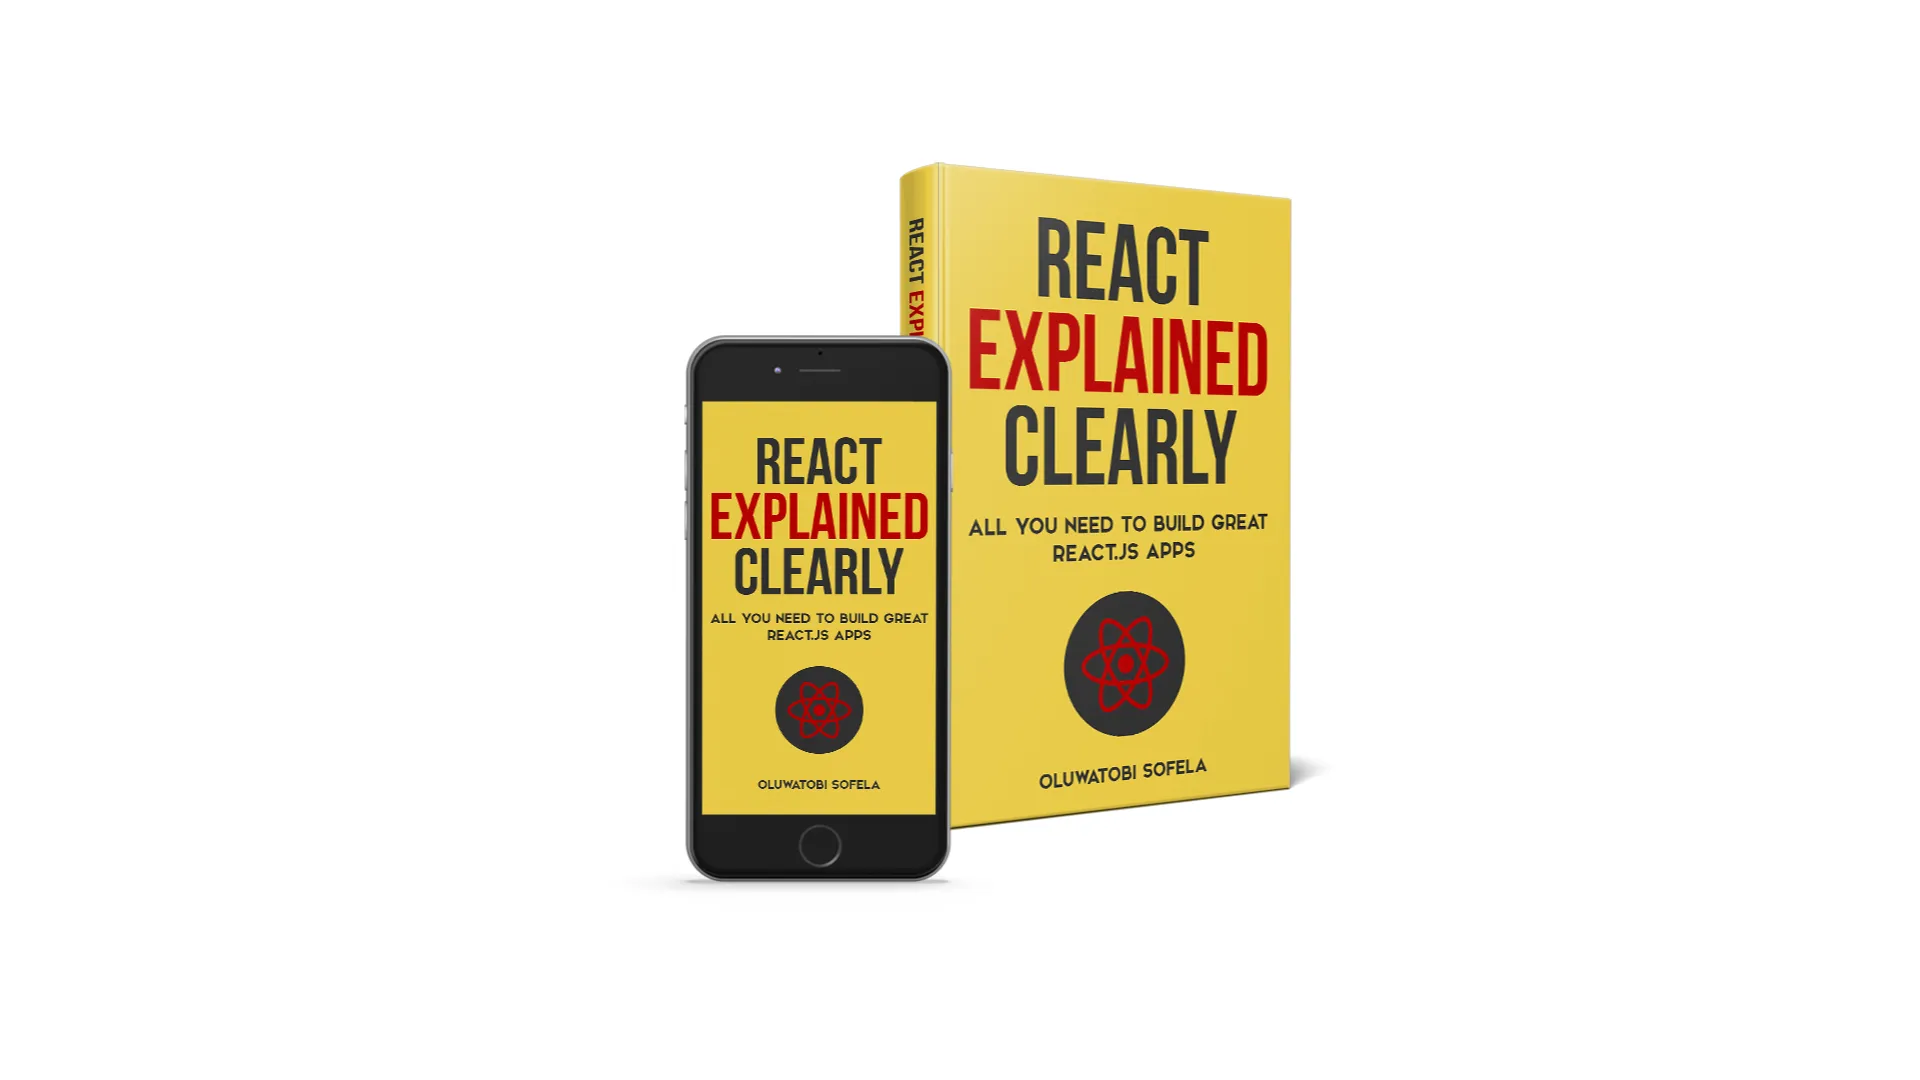 REACT
EXPLAINED
CLEARLY
ALL YOU NEED TO BUILD GREAT
REACT.JS APPS
OLUWATOBI SOFELA
REACT EXPL
REACT
EXPLAINED
CLEARLY
ALL YOU NEED TO BUILD GREAT
REACT.JS APPS
OLUWATOBI SOFELA